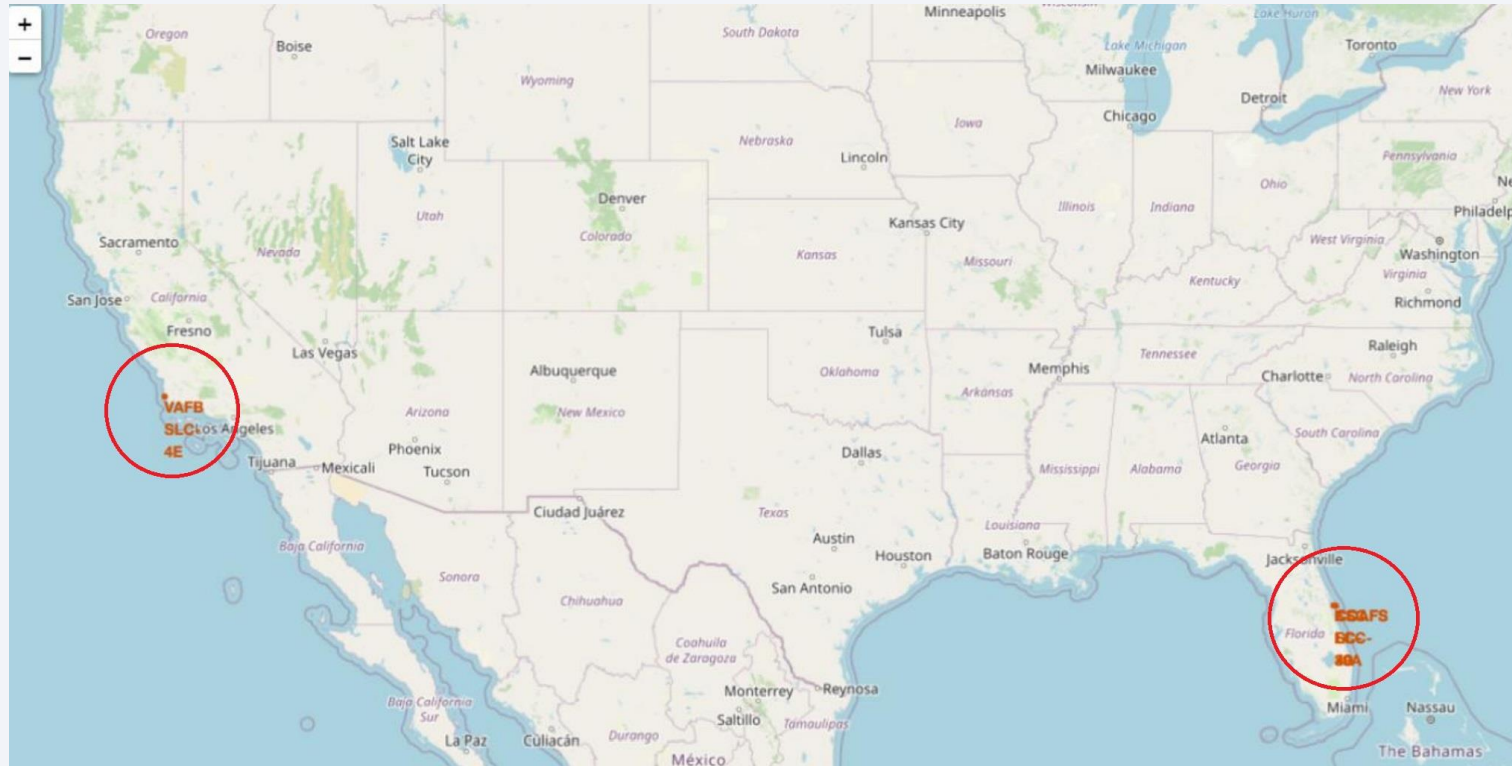 +
−
Minneapolis
Wisconsin
Lake Huron
Oregon
Boise
South Dakota
Lake Michigan
Toronto
Milwaukee
Wyoming
Detroit
New York
Chicago
Iowa
Salt Lake
City
Nebraska
Lincoln
Pennsylvania
Ohio
Ne
Denver
Utah
Illinois
Indiana
Philadelp
Kansas City
Sacramento
Nevada
Colorado
Kansas
Missouri
West Virginia
Washington
Virginia
Kentucky
San Jose
California
Richmond
Fresno
Tulsa
Las Vegas
Raleigh
Tennessee
Albuquerque
Oklahoma
Memphis
Charlotte
North Carolina
Arkansas
VAFB
SLC-
Los Angeles
4E
Arizona
New Mexico
South Carolina
Atlanta
Phoenix
Dallas
Tijuana
Mexicali
Tucson
Mississippi
Alabama
Georgia
Ciudad Juárez
Texas
Louisiana
Austin
Baja California
Houston
Baton Rouge
Jacksonville
Sonora
San Antonio
Chihuahua
Florida
Coahuila
de Zaragoza
Monterrey
Reynosa
Miami
Nassau
Baja California
Sur
Saltillo
Tamaulipas
La Paz
Culiacán
Durango
México
The Bahamas